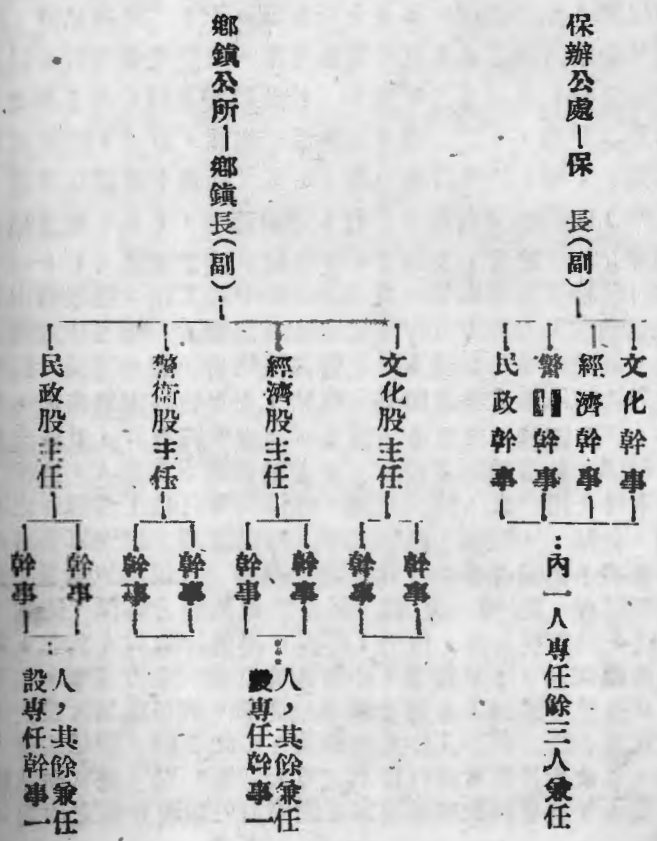 保辦公處—保　長(副)
文化幹事
經濟幹事
警　幹事
民政幹事
：內一人專任餘三人兼任
鄉鎮公所—鄉鎮長(副)
文化股主任
幹事
幹事
經濟股主任
幹事
幹事
警衞股主任
幹事
幹事
民政股主任
幹事
幹事
人，其餘兼任
設專任幹事一
人，其餘兼任
設專任幹事一